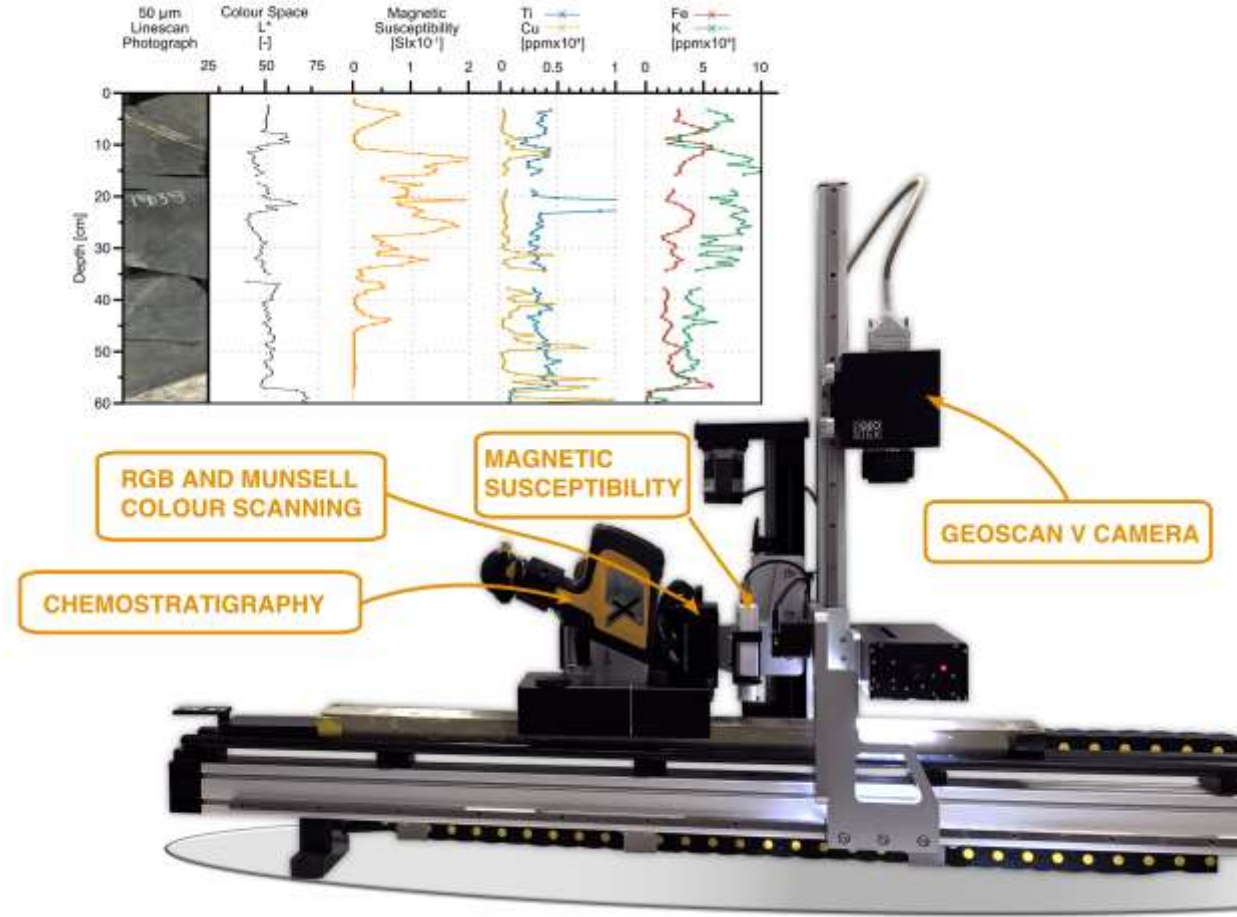 50 µm
Linescan
Photograph
Colour Space
L*
[-]
Magnetic
Susceptibility
[SIx10⁻¹]
Ti
Cu
[ppmx10⁴]
Fe
K
[ppmx10⁴]
25 50 75 0 1 2 0 0.5 1 0 5 10
0
10
20
30
40
50
60
Depth [cm]
RGB AND MUNSELL
COLOUR SCANNING
MAGNETIC
SUSCEPTIBILITY
GEOSCAN V CAMERA
CHEMOSTRATIGRAPHY